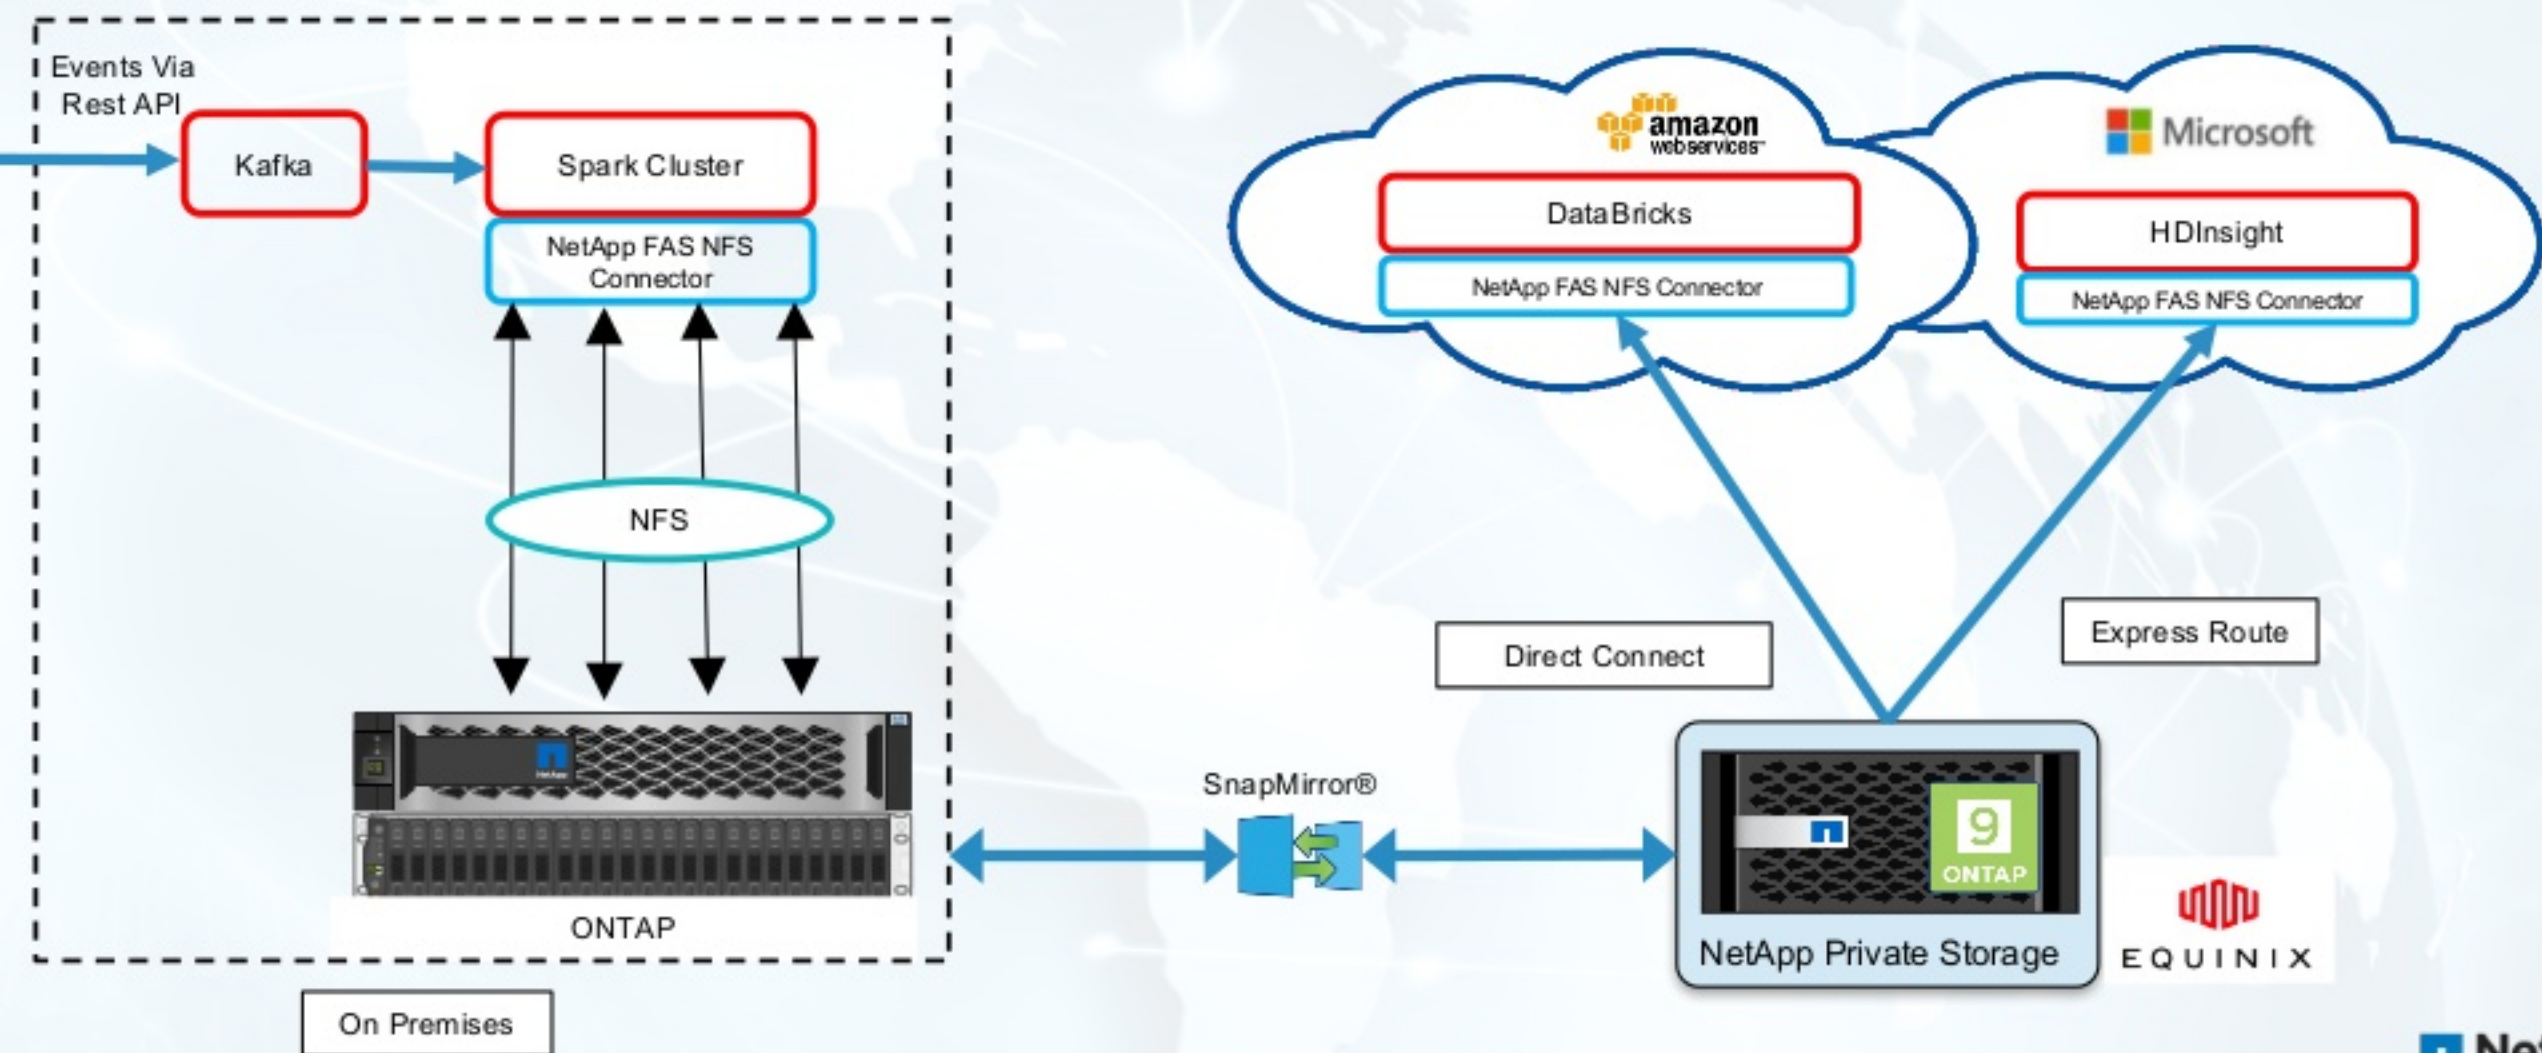 Events Via
Rest API
Kafka
Spark Cluster
NetApp FAS NFS
Connector
NFS
NetApp
ONTAP
On Premises
SnapMirror®
amazon
webservices™
DataBricks
NetApp FAS NFS Connector
Microsoft
HDInsight
NetApp FAS NFS Connector
Direct Connect
Express Route
9
ONTAP
NetApp Private Storage
EQUINIX